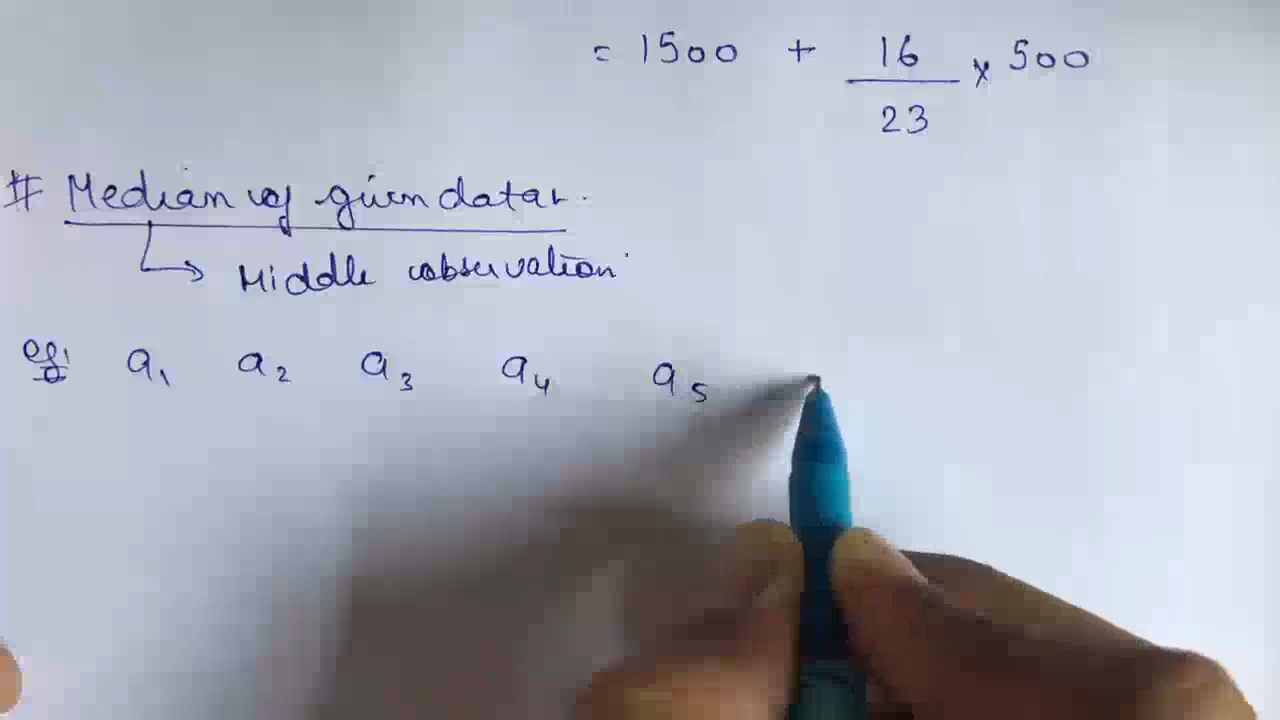 = 1500 + 16/23 × 500
# Median of given data.
Middle observation
eg: a₁ a₂ a₃ a₄ a₅